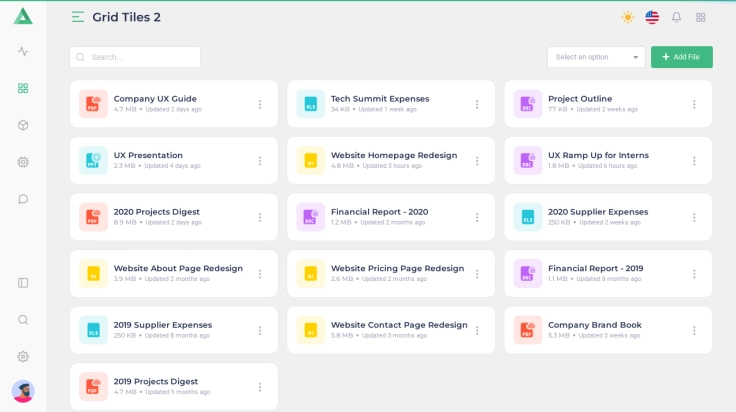 Grid Tiles 2
Search...
Select an option
+ Add File
Company UX Guide
4.7 MB • Updated 2 days ago
PDF
Tech Summit Expenses
34 KB • Updated 1 week ago
XLS
Project Outline
77 KB • Updated 2 weeks ago
DOC
UX Presentation
2.3 MB • Updated 4 days ago
PPT
Website Homepage Redesign
4.8 MB • Updated 3 hours ago
AI
UX Ramp Up for Interns
1.8 MB • Updated 6 hours ago
DOC
2020 Projects Digest
8.9 MB • Updated 2 days ago
PDF
Financial Report - 2020
1.2 MB • Updated 2 months ago
DOC
2020 Supplier Expenses
250 KB • Updated 2 weeks ago
XLS
Website About Page Redesign
3.9 MB • Updated 2 months ago
AI
Website Pricing Page Redesign
2.6 MB • Updated 2 months ago
AI
Financial Report - 2019
1.1 MB • Updated 8 months ago
DOC
2019 Supplier Expenses
250 KB • Updated 8 months ago
XLS
Website Contact Page Redesign
5.8 MB • Updated 3 months ago
AI
Company Brand Book
5.3 MB • Updated 3 weeks ago
PDF
2019 Projects Digest
4.7 MB • Updated 9 months ago
PDF